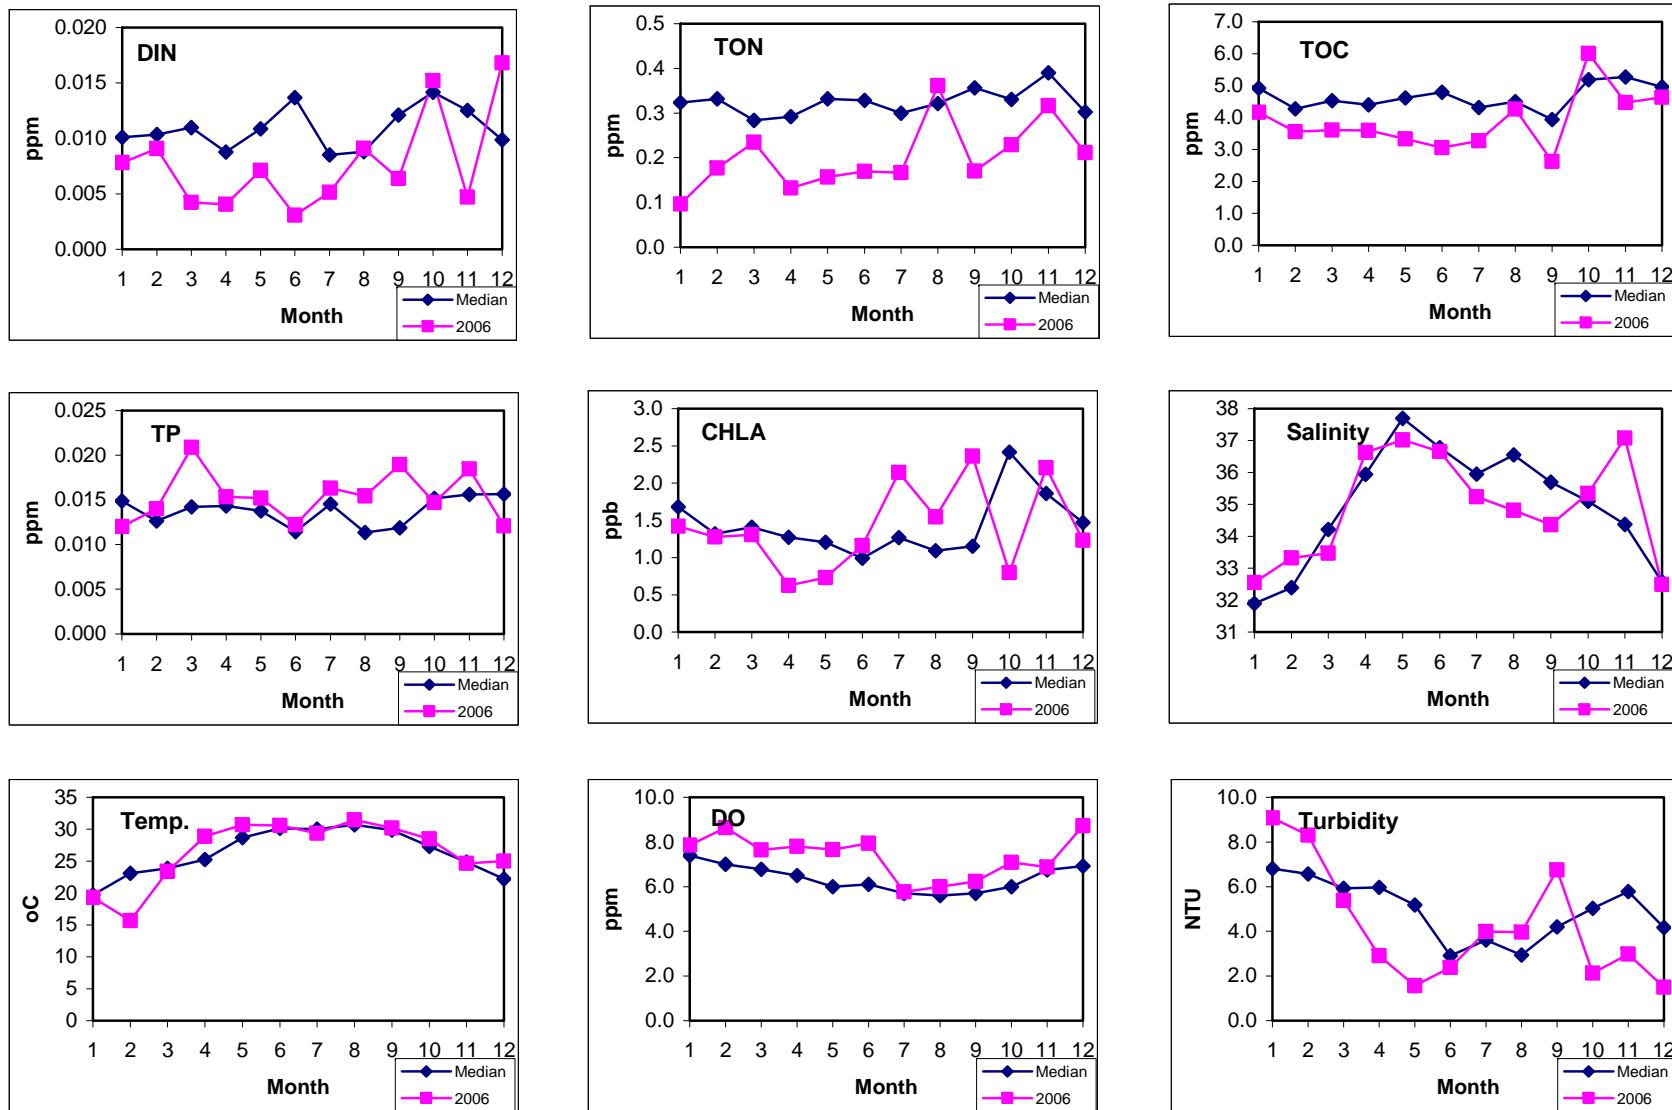 DIN
0.020
0.015
0.010
0.005
0.000
ppm
1 2 3 4 5 6 7 8 9 10 11 12
Month
Median
2006
TON
0.5
0.4
0.3
0.2
0.1
0.0
ppm
1 2 3 4 5 6 7 8 9 10 11 12
Month
Median
2006
TOC
7.0
6.0
5.0
4.0
3.0
2.0
1.0
0.0
ppm
1 2 3 4 5 6 7 8 9 10 11 12
Month
Median
2006
TP
0.025
0.020
0.015
0.010
0.005
0.000
ppm
1 2 3 4 5 6 7 8 9 10 11 12
Month
Median
2006
CHLA
3.0
2.5
2.0
1.5
1.0
0.5
0.0
ppb
1 2 3 4 5 6 7 8 9 10 11 12
Month
Median
2006
Salinity
38
37
36
35
34
33
32
31
1 2 3 4 5 6 7 8 9 10 11 12
Month
Median
2006
Temp.
35
30
25
20
15
10
5
0
oC
1 2 3 4 5 6 7 8 9 10 11 12
Month
Median
2006
DO
10.0
8.0
6.0
4.0
2.0
0.0
ppm
1 2 3 4 5 6 7 8 9 10 11 12
Month
Median
2006
Turbidity
10.0
8.0
6.0
4.0
2.0
0.0
NTU
1 2 3 4 5 6 7 8 9 10 11 12
Month
Median
2006